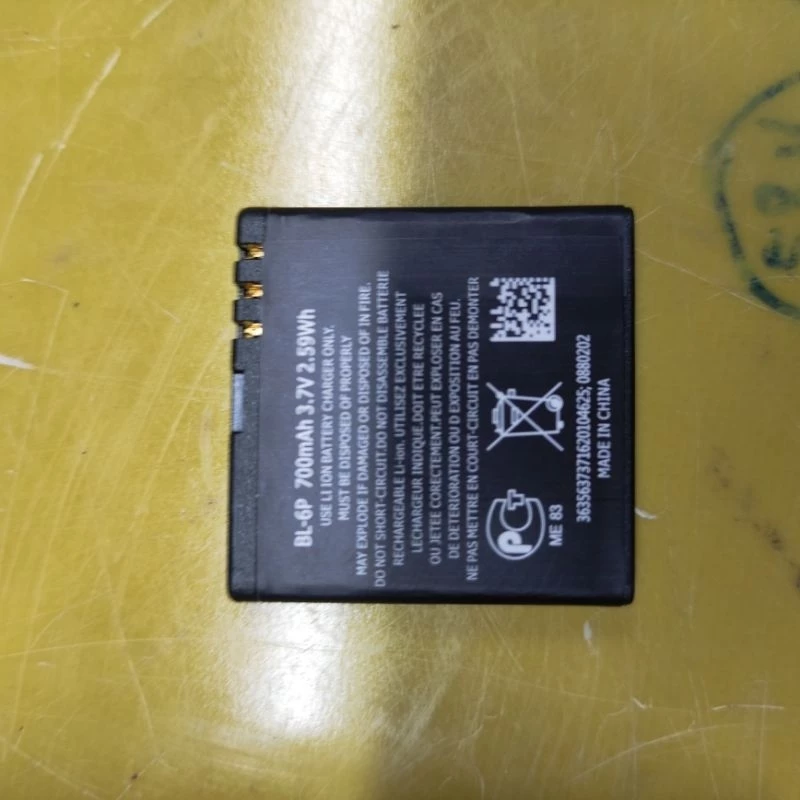 BL-6P 700mAh 3.7V 2.59Wh
USE LI ION BATTERY CHARGER ONLY.
MUST BE DISPOSED OF PROPERLY
MAY EXPLODE IF DAMAGED OR DISPOSED OF IN FIRE.
DO NOT SHORT-CIRCUIT.DO NOT DISASSEMBLE BATTERIE
RECHARGEABLE Li-ion. UTILISEZ EXCLUSIVEMENT
LECHARGEUR INDIQUE.DOIT ETRE RECYCLEE
OU JETEE CORECTEMENT.PEUT EXPLOSER EN CAS
DE DETERIORATION OU D EXPOSITION AU FEU.
NE PAS METTRE EN COURT-CIRCUIT EN PAS DEMONTER
РСТ
ME 83
3635637371620104625; 0880202
MADE IN CHINA